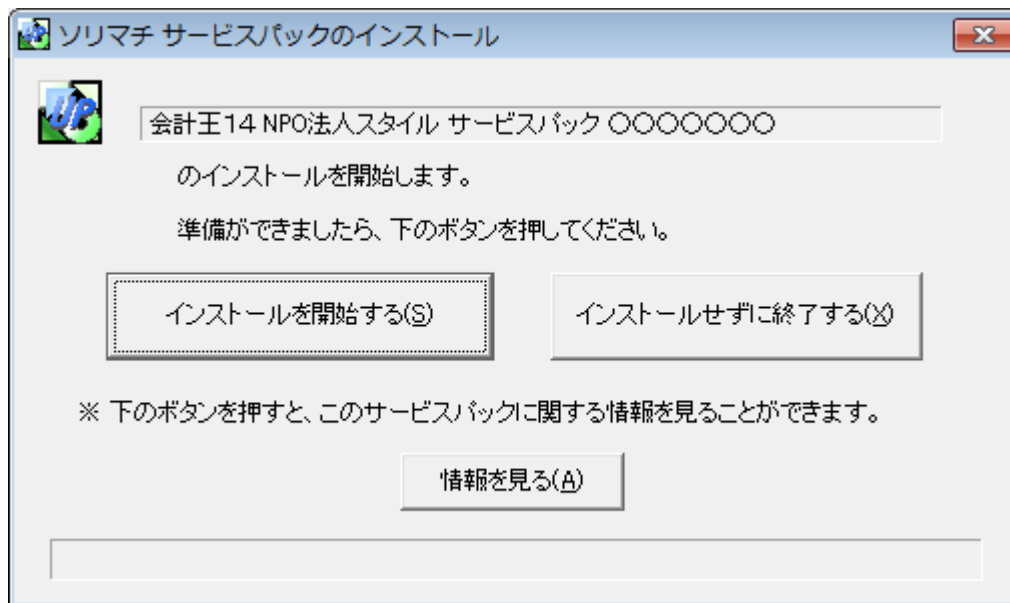 ソリマチ サービスパックのインストール
UP
会計王14 NPO法人スタイル サービスパック ○○○○○○○
のインストールを開始します。
準備ができましたら、下のボタンを押してください。
インストールを開始する(S)
インストールせずに終了する(X)
※ 下のボタンを押すと、このサービスパックに関する情報を見ることができます。
情報を見る(A)